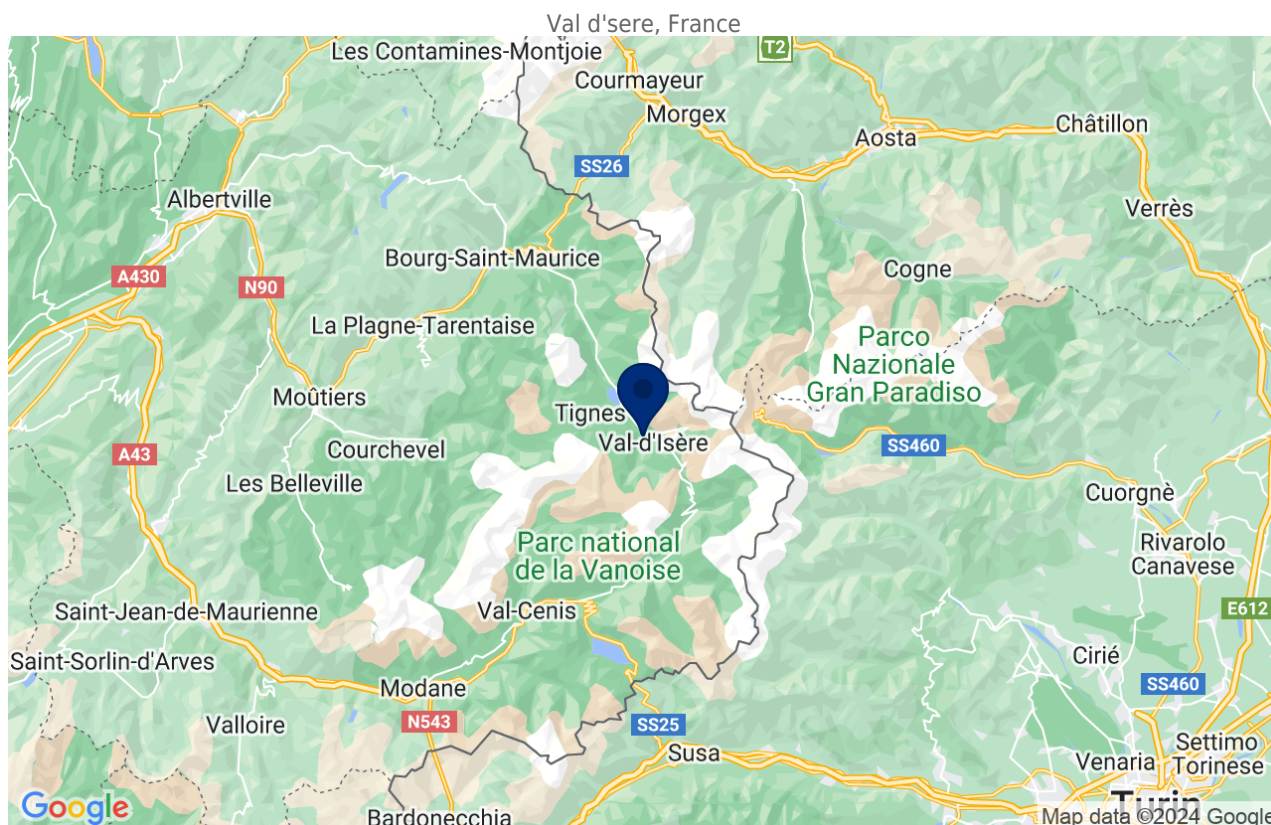 Val d'sere, France
Les Contamines-Montjoie
T2
Courmayeur
Morgex
Aosta
Châtillon
SS26
Albertville
Verrès
Bourg-Saint-Maurice
Cogne
A430
N90
La Plagne-Tarentaise
Parco
Nazionale
Gran Paradiso
Moûtiers
Tignes
Val-d'Isère
Courchevel
SS460
A43
Les Belleville
Cuorgnè
Parc national
de la Vanoise
Rivarolo
Canavese
Saint-Jean-de-Maurienne
Val-Cenis
E612
Saint-Sorlin-d'Arves
Cirié
Modane
SS460
Valloire
N543
SS25
Susa
Settimo
Torinese
Venaria
Google
Turin
Bardonecchia
Map data ©2024 Google